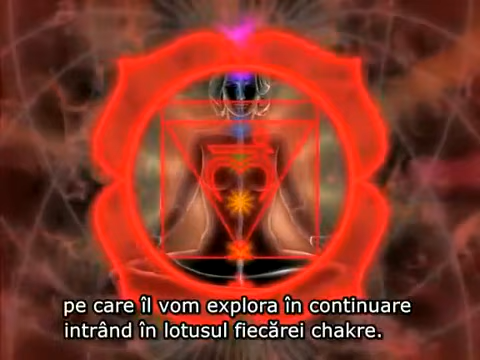 pe care îl vom explora în continuare
intrând în lotusul fiecărei chakre.